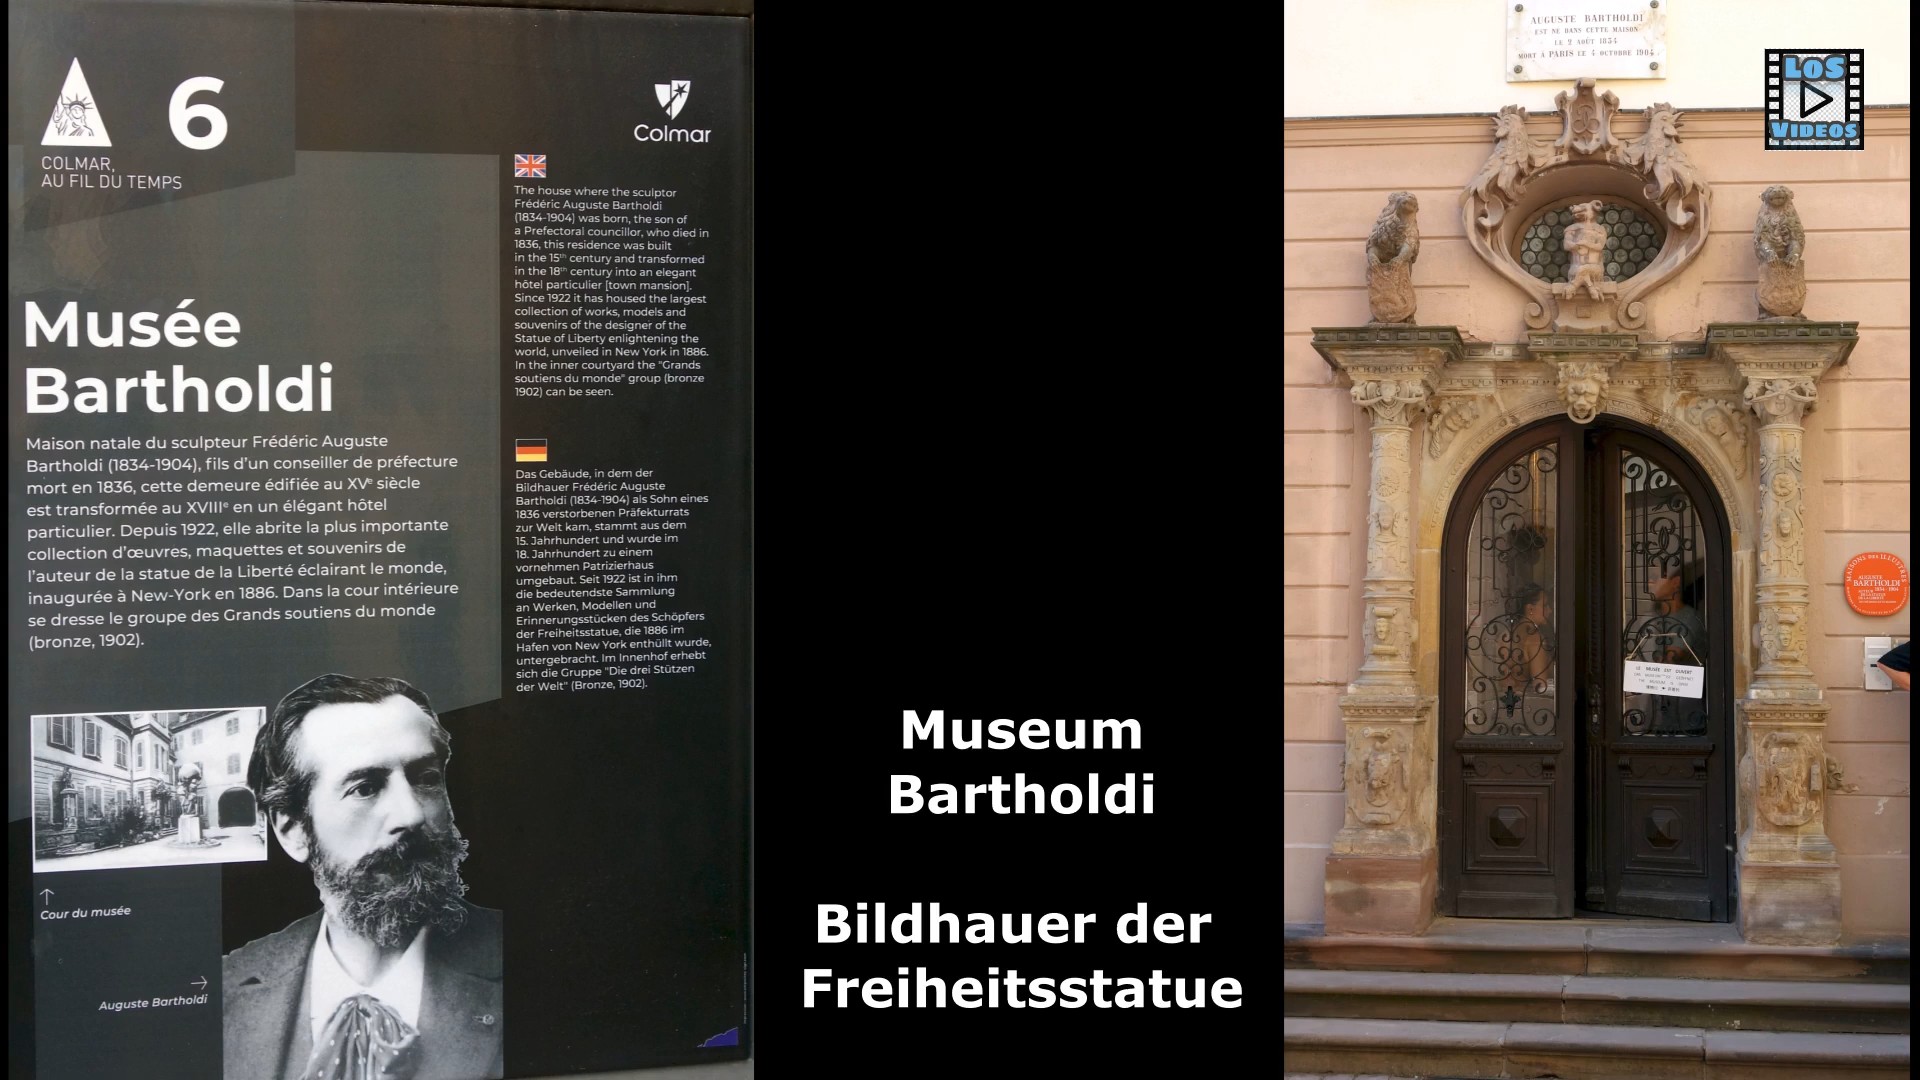 6
COLMAR,
AU FIL DU TEMPS
Colmar
Musée
Bartholdi
Maison natale du sculpteur Frédéric Auguste
Bartholdi (1834-1904), fils d'un conseiller de préfecture
mort en 1836, cette demeure édifiée au XVe siècle
est transformée au XVIIIe en un élégant hôtel
particulier. Depuis 1922, elle abrite la plus importante
collection d'œuvres, maquettes et souvenirs de
l'auteur de la statue de la Liberté éclairant le monde,
inaugurée à New-York en 1886. Dans la cour intérieure
se dresse le groupe des Grands soutiens du monde
(bronze, 1902).
Cour du musée
Auguste Bartholdi
The house where the sculptor
Frédéric Auguste Bartholdi
(1834-1904) was born, the son of
a Prefectoral councillor, who died in
1836, this residence was built
in the 15th century and transformed
in the 18th century into an elegant
hôtel particulier [town mansion].
Since 1922 it has housed the largest
collection of works, models and
souvenirs of the designer of the
Statue of Liberty enlightening the
world, unveiled in New York in 1886.
In the inner courtyard the "Grands
soutiens du monde" group (bronze
1902) can be seen.
Das Gebäude, in dem der
Bildhauer Frédéric Auguste
Bartholdi (1834-1904) als Sohn eines
1836 verstorbenen Präfekturrats
zur Welt kam, stammt aus dem
15. Jahrhundert und wurde im
18. Jahrhundert zu einem
vornehmen Patrizierhaus
umgebaut. Seit 1922 ist in ihm
die bedeutendste Sammlung
an Werken, Modellen und
Erinnerungsstücken des Schöpfers
der Freiheitsstatue, die 1886 im
Hafen von New York enthüllt wurde,
untergebracht. Im Innenhof erhebt
sich die Gruppe "Die drei Stützen
der Welt" (Bronze, 1902).
Museum
Bartholdi
Bildhauer der
Freiheitsstatue
AUGUSTE BARTHOLDI
EST NE DANS CETTE MAISON
LE 2 AOÛT 1834
MORT A PARIS LE 4 OCTOBRE 1904
LOS
VIDEOS
MAISONS DES ILLUSTRES
AUGUSTE
BARTHOLDI
1834-1904
LE MUSÉE EST OUVERT